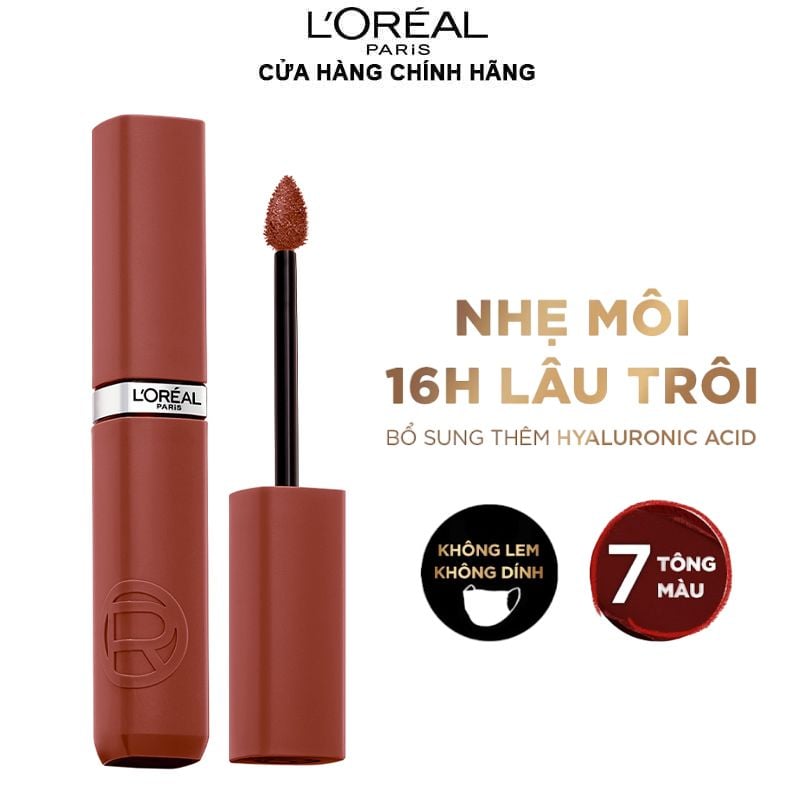 L'ORÉAL
PARiS
CỬA HÀNG CHÍNH HÃNG
L'ORÉAL
PARiS
R
NHẸ MÔI
16H LÂU TRÔI
BỔ SUNG THÊM HYALURONIC ACID
KHÔNG LEM
KHÔNG DÍNH
7 TÔNG
MÀU